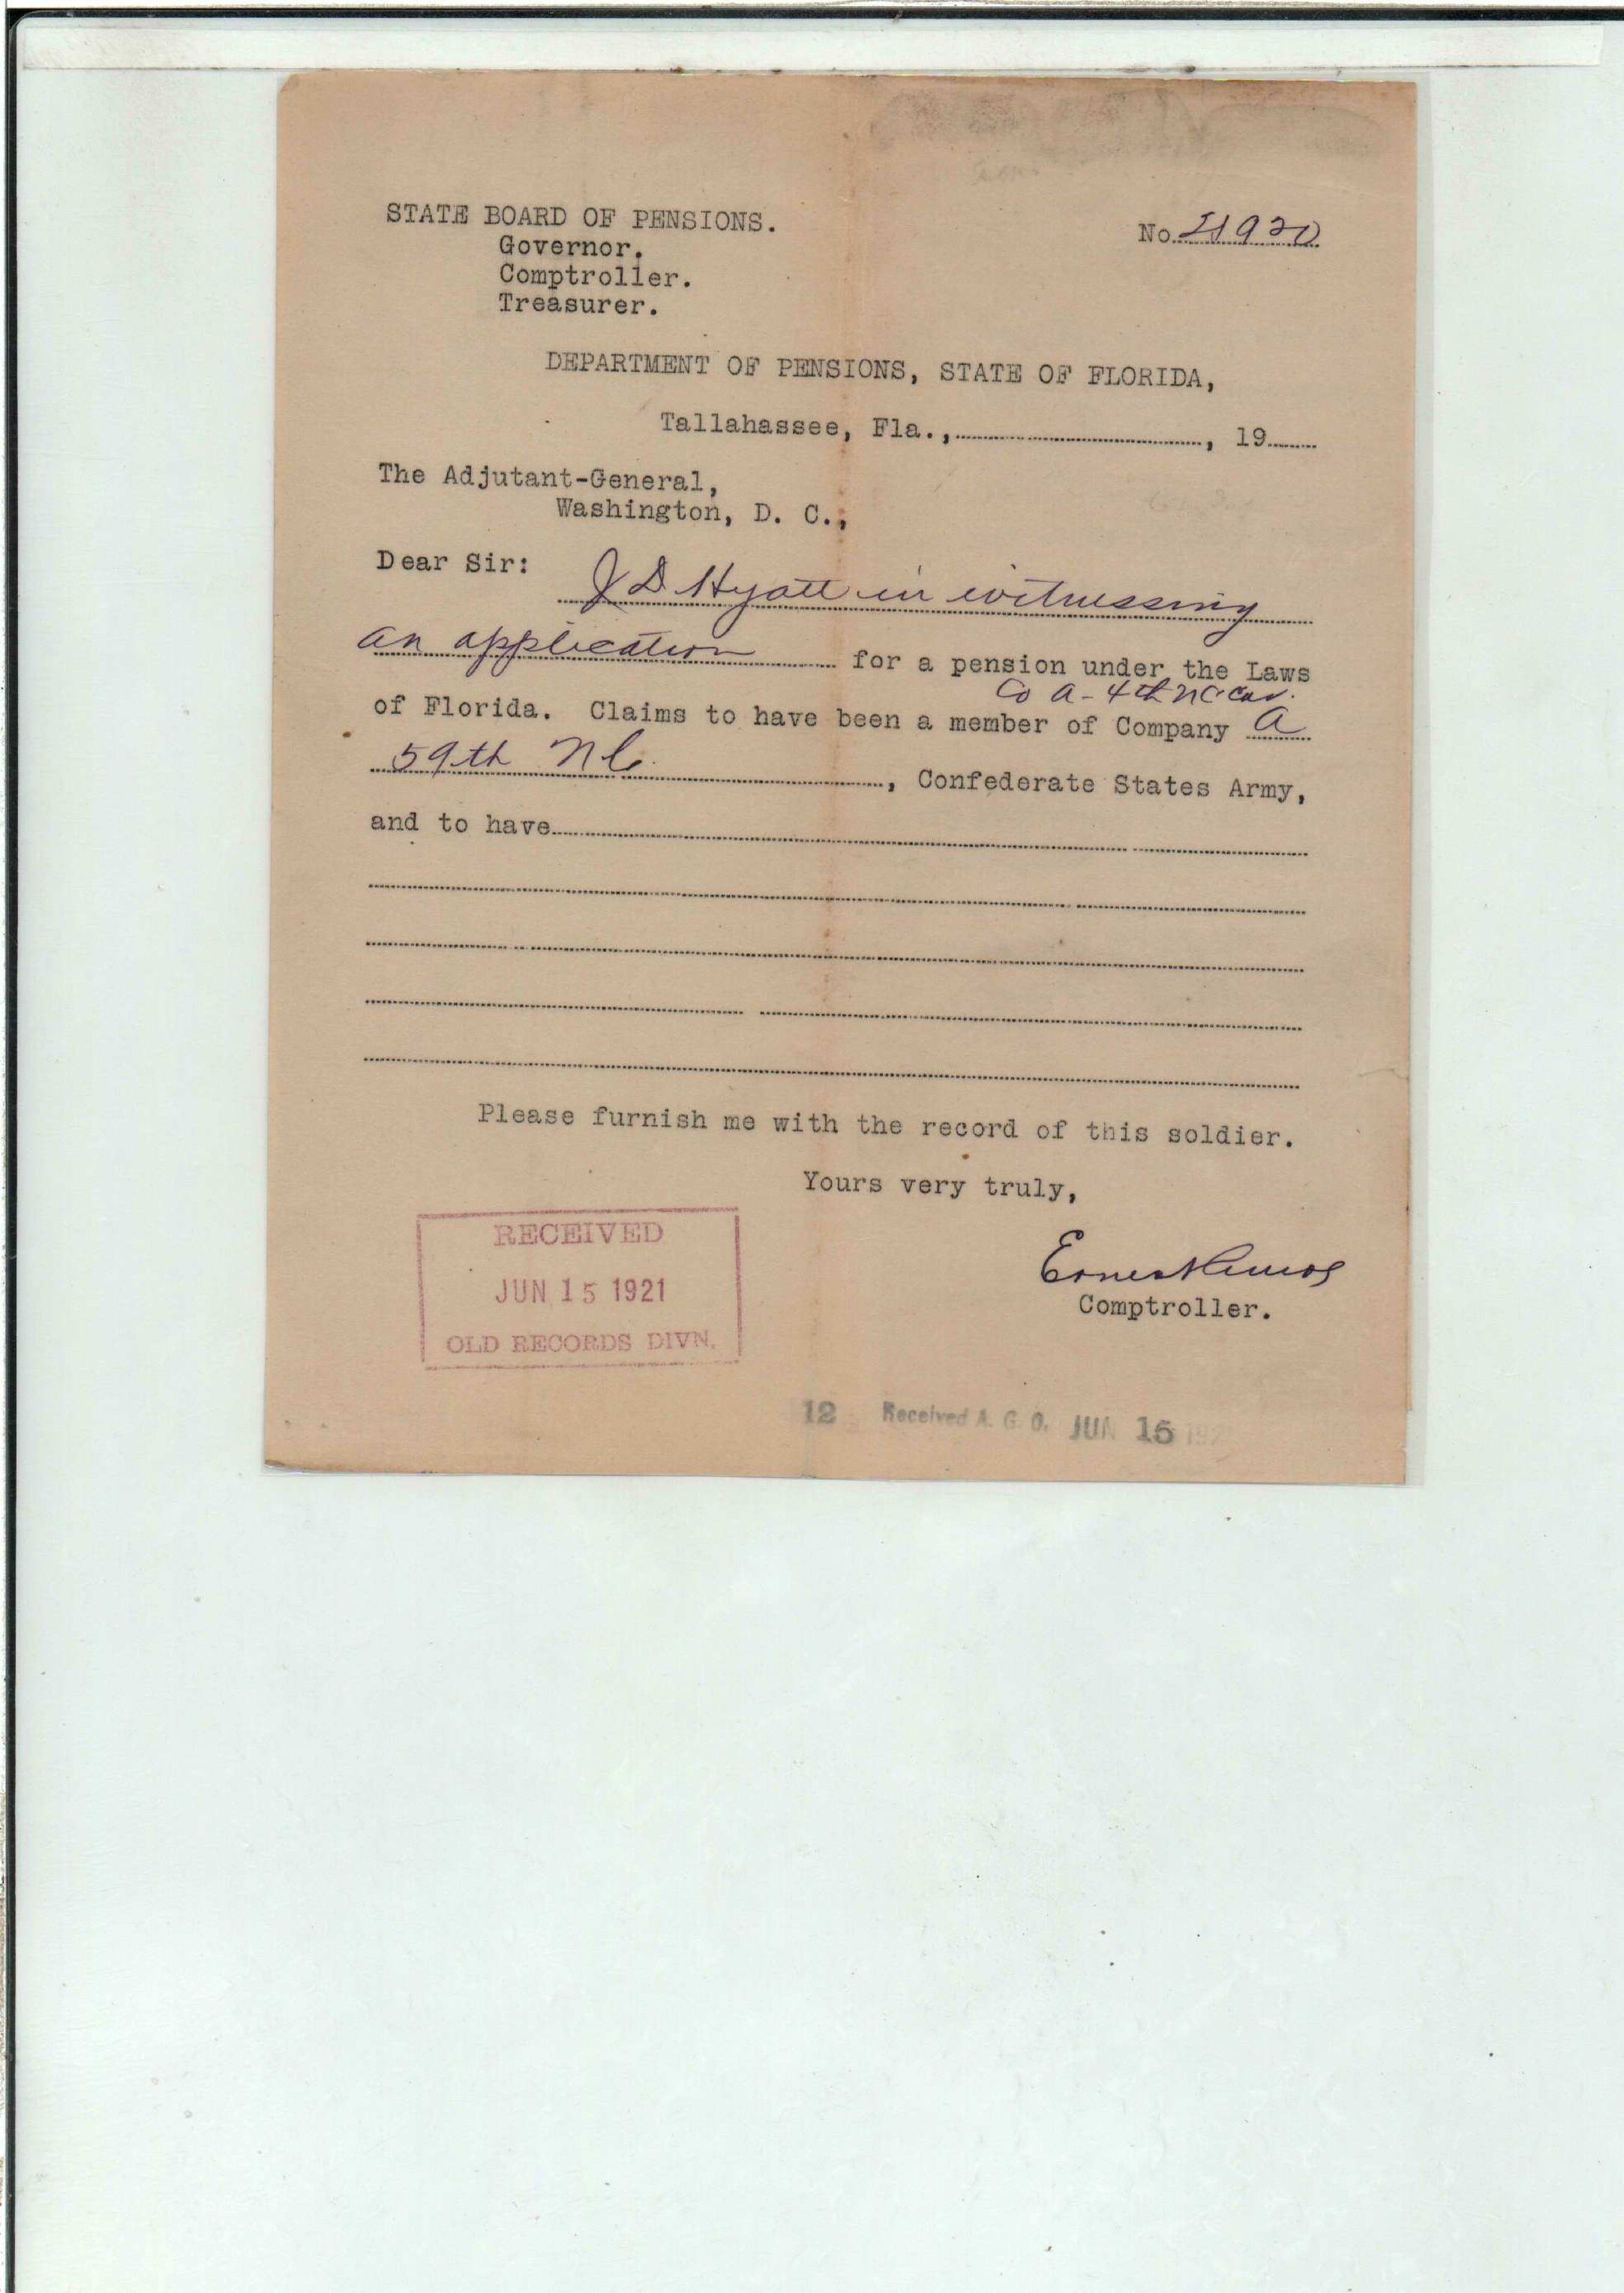 STATE BOARD OF PENSIONS.
No.
Governor.
Comptroller.
Treasurer.
DEPARTMENT OF PENSIONS, STATE OF FLORIDA,
Tallahassee, Fla., , 19
The Adjutant-General,
Washington, D. C.,
Dear Sir:
J D Hyatt in witnessing
an application for a pension under the Laws
Co A - 4th NC Cav.
of Florida. Claims to have been a member of Company A
59th NC. , Confederate States Army,
and to have
Please furnish me with the record of this soldier.
Yours very truly,
Ernest Amos
Comptroller.
RECEIVED
JUN 15 1921
OLD RECORDS DIVN.
12 Received A. G. O. JUN 15 192